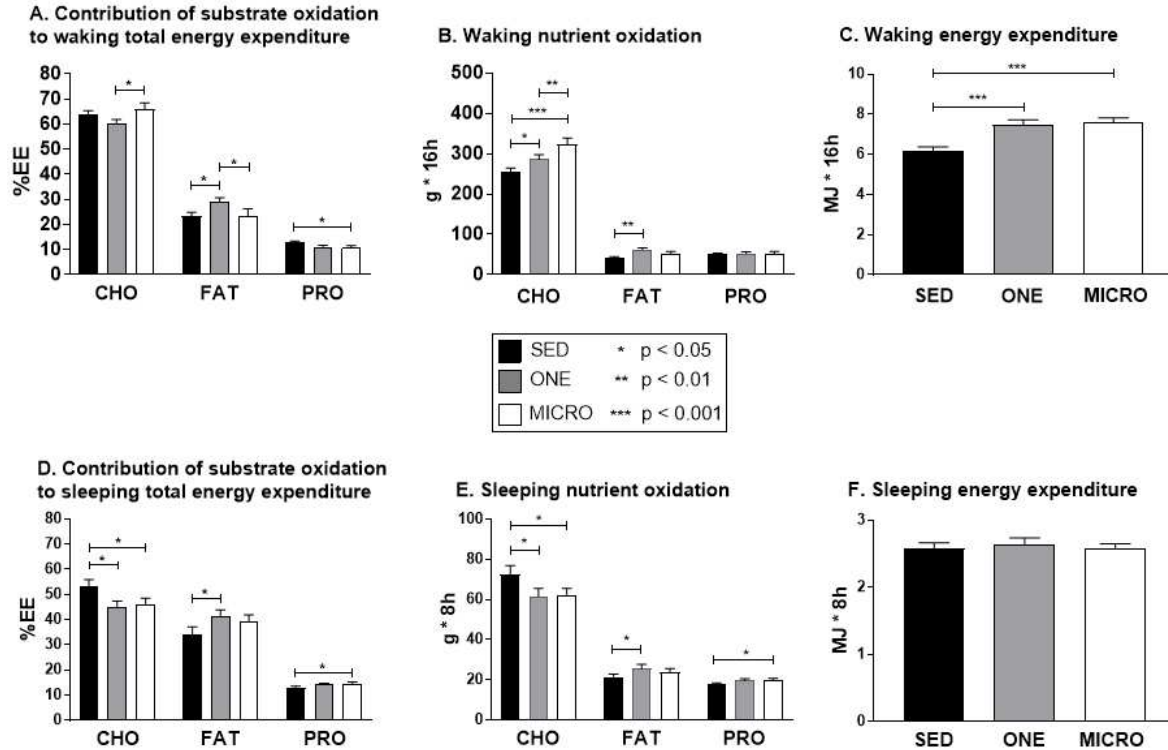 A. Contribution of substrate oxidation
to waking total energy expenditure
80
70
60
50
40
30
20
10
0
%EE
*
*
*
*
CHO FAT PRO
B. Waking nutrient oxidation
500
400
300
200
100
0
g * 16h
**
***
*
**
CHO FAT PRO
C. Waking energy expenditure
10
8
6
4
2
0
MJ * 16h
***
***
SED ONE MICRO
SED * p < 0.05
ONE ** p < 0.01
MICRO *** p < 0.001
D. Contribution of substrate oxidation
to sleeping total energy expenditure
80
70
60
50
40
30
20
10
0
%EE
*
*
*
*
CHO FAT PRO
E. Sleeping nutrient oxidation
100
80
60
40
20
0
g * 8h
*
*
*
*
CHO FAT PRO
F. Sleeping energy expenditure
3
2
1
0
MJ * 8h
SED ONE MICRO